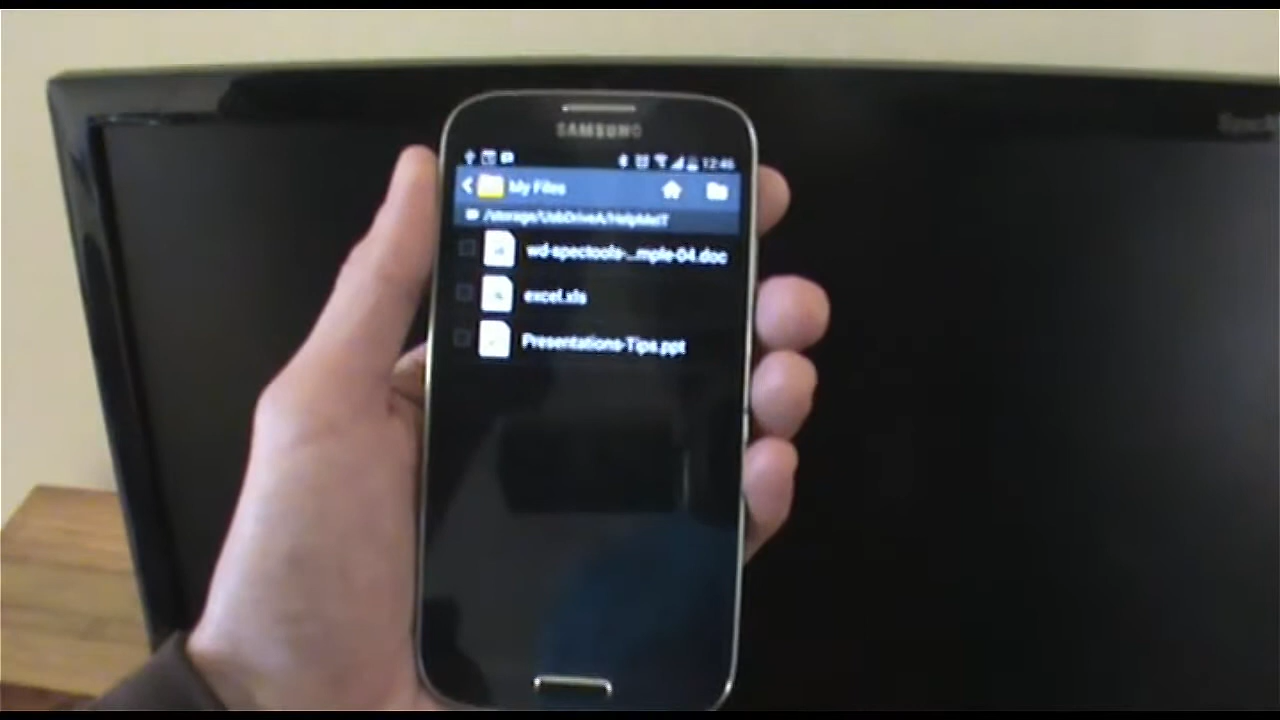 SAMSUNG
12:46
My Files
/storage/UsbDriveA/HelpMeIT
wd-spectools-...mple-04.doc
excel.xls
Presentations-Tips.ppt